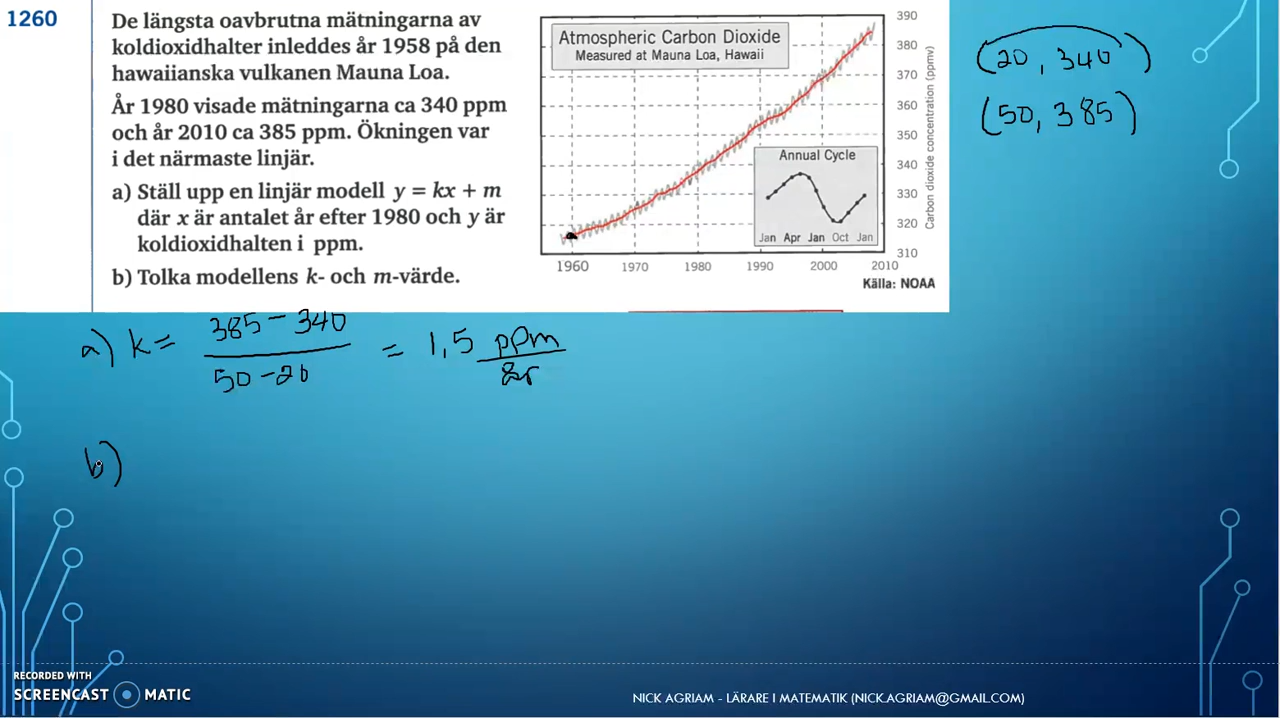 1260
De längsta oavbrutna mätningarna av
koldioxidhalter inleddes år 1958 på den
hawaiianska vulkanen Mauna Loa.
År 1980 visade mätningarna ca 340 ppm
och år 2010 ca 385 ppm. Ökningen var
i det närmaste linjär.
a) Ställ upp en linjär modell y = kx + m
där x är antalet år efter 1980 och y är
koldioxidhalten i ppm.
b) Tolka modellens k- och m-värde.
Atmospheric Carbon Dioxide
Measured at Mauna Loa, Hawaii
390
380
370
360
350
340
330
320
310
Carbon dioxide concentration (ppmv)
Annual Cycle
Jan Apr Jan Oct Jan
1960 1970 1980 1990 2000 2010
Källa: NOAA
(20, 340)
(50, 385)
a) k = 385 - 340
50 - 20
= 1,5 ppm
år
b)
RECORDED WITH
SCREENCAST MATIC
NICK AGRIAM - LÄRARE I MATEMATIK (NICK.AGRIAM@GMAIL.COM)